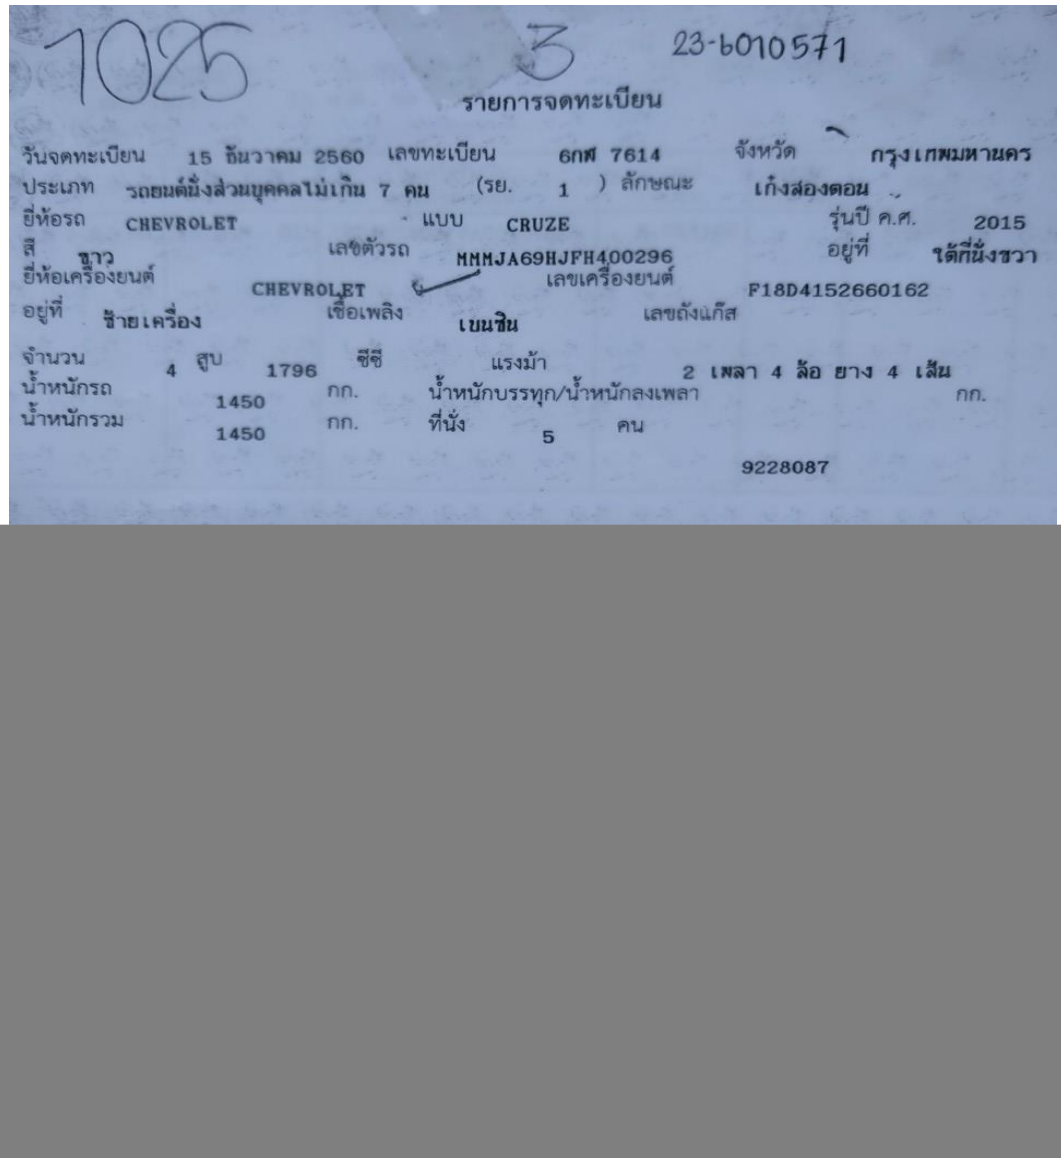 1025 3 23-6010571
รายการจดทะเบียน
วันจดทะเบียน 15 ธันวาคม 2560 เลขทะเบียน 6กศ 7614 จังหวัด กรุงเทพมหานคร
ประเภท รถยนต์นั่งส่วนบุคคลไม่เกิน 7 คน (รย. 1 ) ลักษณะ เก๋งสองตอน
ยี่ห้อรถ CHEVROLET แบบ CRUZE รุ่นปี ค.ศ. 2015
สี ขาว เลขตัวรถ MMMJA69HJFH400296 อยู่ที่ ใต้ที่นั่งขวา
ยี่ห้อเครื่องยนต์ CHEVROLET เลขเครื่องยนต์ F18D4152660162
อยู่ที่ ซ้ายเครื่อง เชื้อเพลิง เบนซิน เลขถังแก๊ส
จำนวน 4 สูบ 1796 ซีซี แรงม้า 2 เพลา 4 ล้อ ยาง 4 เส้น
น้ำหนักรถ 1450 กก. น้ำหนักบรรทุก/น้ำหนักลงเพลา กก.
น้ำหนักรวม 1450 กก. ที่นั่ง 5 คน
9228087